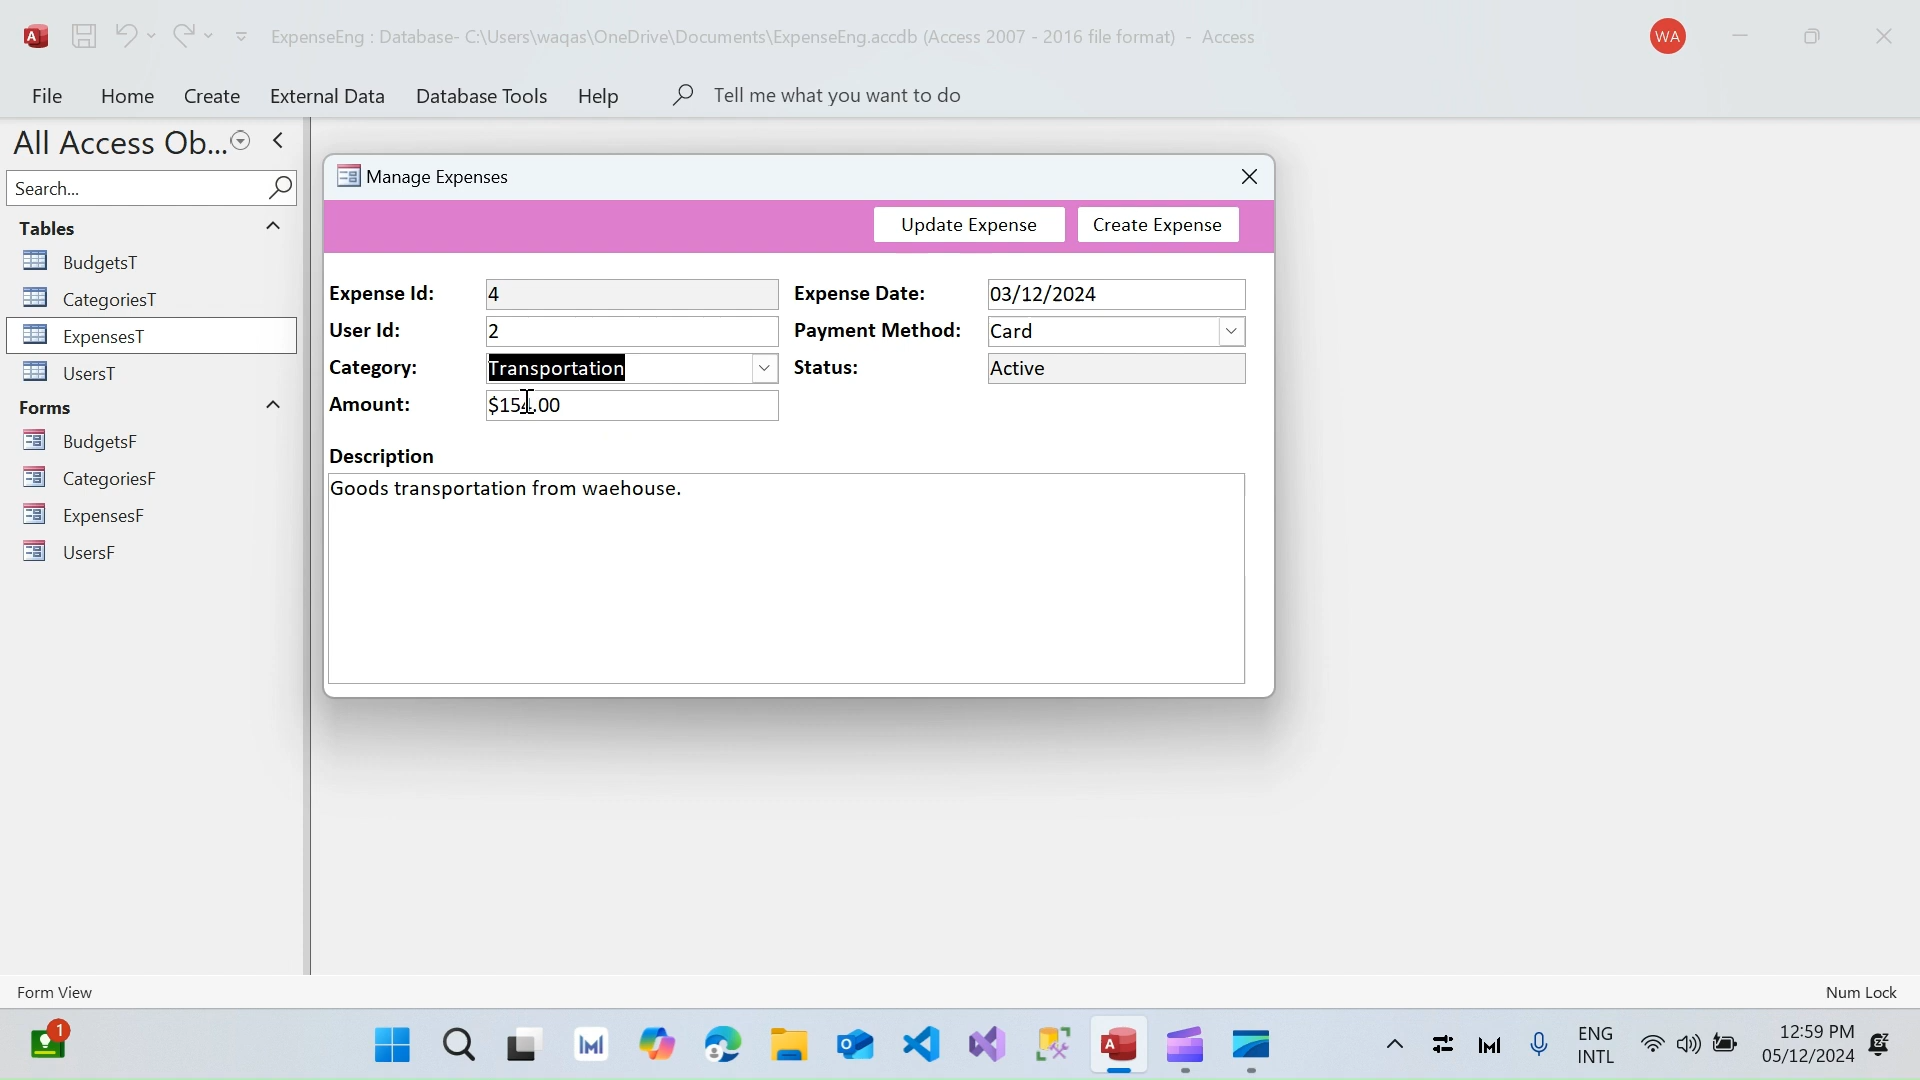 ExpenseEng : Database- C:\Users\waqas\OneDrive\Documents\ExpenseEng.accdb (Access 2007 - 2016 file format) - Access
WA
File Home Create External Data Database Tools Help Tell me what you want to do
All Access Ob...
Search...
Tables
BudgetsT
CategoriesT
ExpensesT
UsersT
Forms
BudgetsF
CategoriesF
ExpensesF
UsersF
Manage Expenses
Update Expense Create Expense
Expense Id: 4 Expense Date: 03/12/2024
User Id: 2 Payment Method: Card
Category: Transportation Status: Active
Amount: $154.00
Description
Goods transportation from waehouse.
Form View Num Lock
1
ENG
INTL
12:59 PM
05/12/2024